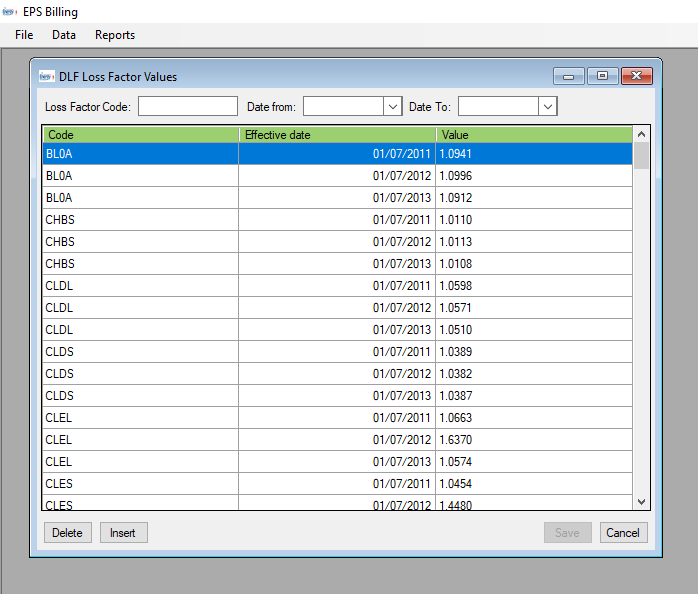 EPS Billing
File Data Reports
DLF Loss Factor Values
Loss Factor Code: Date from: Date To:
Code Effective date Value
BL0A 01/07/2011 1.0941
BL0A 01/07/2012 1.0996
BL0A 01/07/2013 1.0912
CHBS 01/07/2011 1.0110
CHBS 01/07/2012 1.0113
CHBS 01/07/2013 1.0108
CLDL 01/07/2011 1.0598
CLDL 01/07/2012 1.0571
CLDL 01/07/2013 1.0510
CLDS 01/07/2011 1.0389
CLDS 01/07/2012 1.0382
CLDS 01/07/2013 1.0387
CLEL 01/07/2011 1.0663
CLEL 01/07/2012 1.6370
CLEL 01/07/2013 1.0574
CLES 01/07/2011 1.0454
CLES 01/07/2012 1.4480
Delete Insert Save Cancel